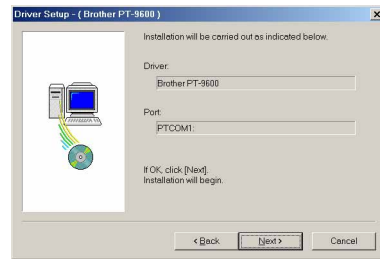 Driver Setup - ( Brother PT-9600 )
Installation will be carried out as indicated below.
Driver:
Brother PT-9600
Port:
PTCOM1:
If OK, click [Next].
Installation will begin.
< Back
Next >
Cancel